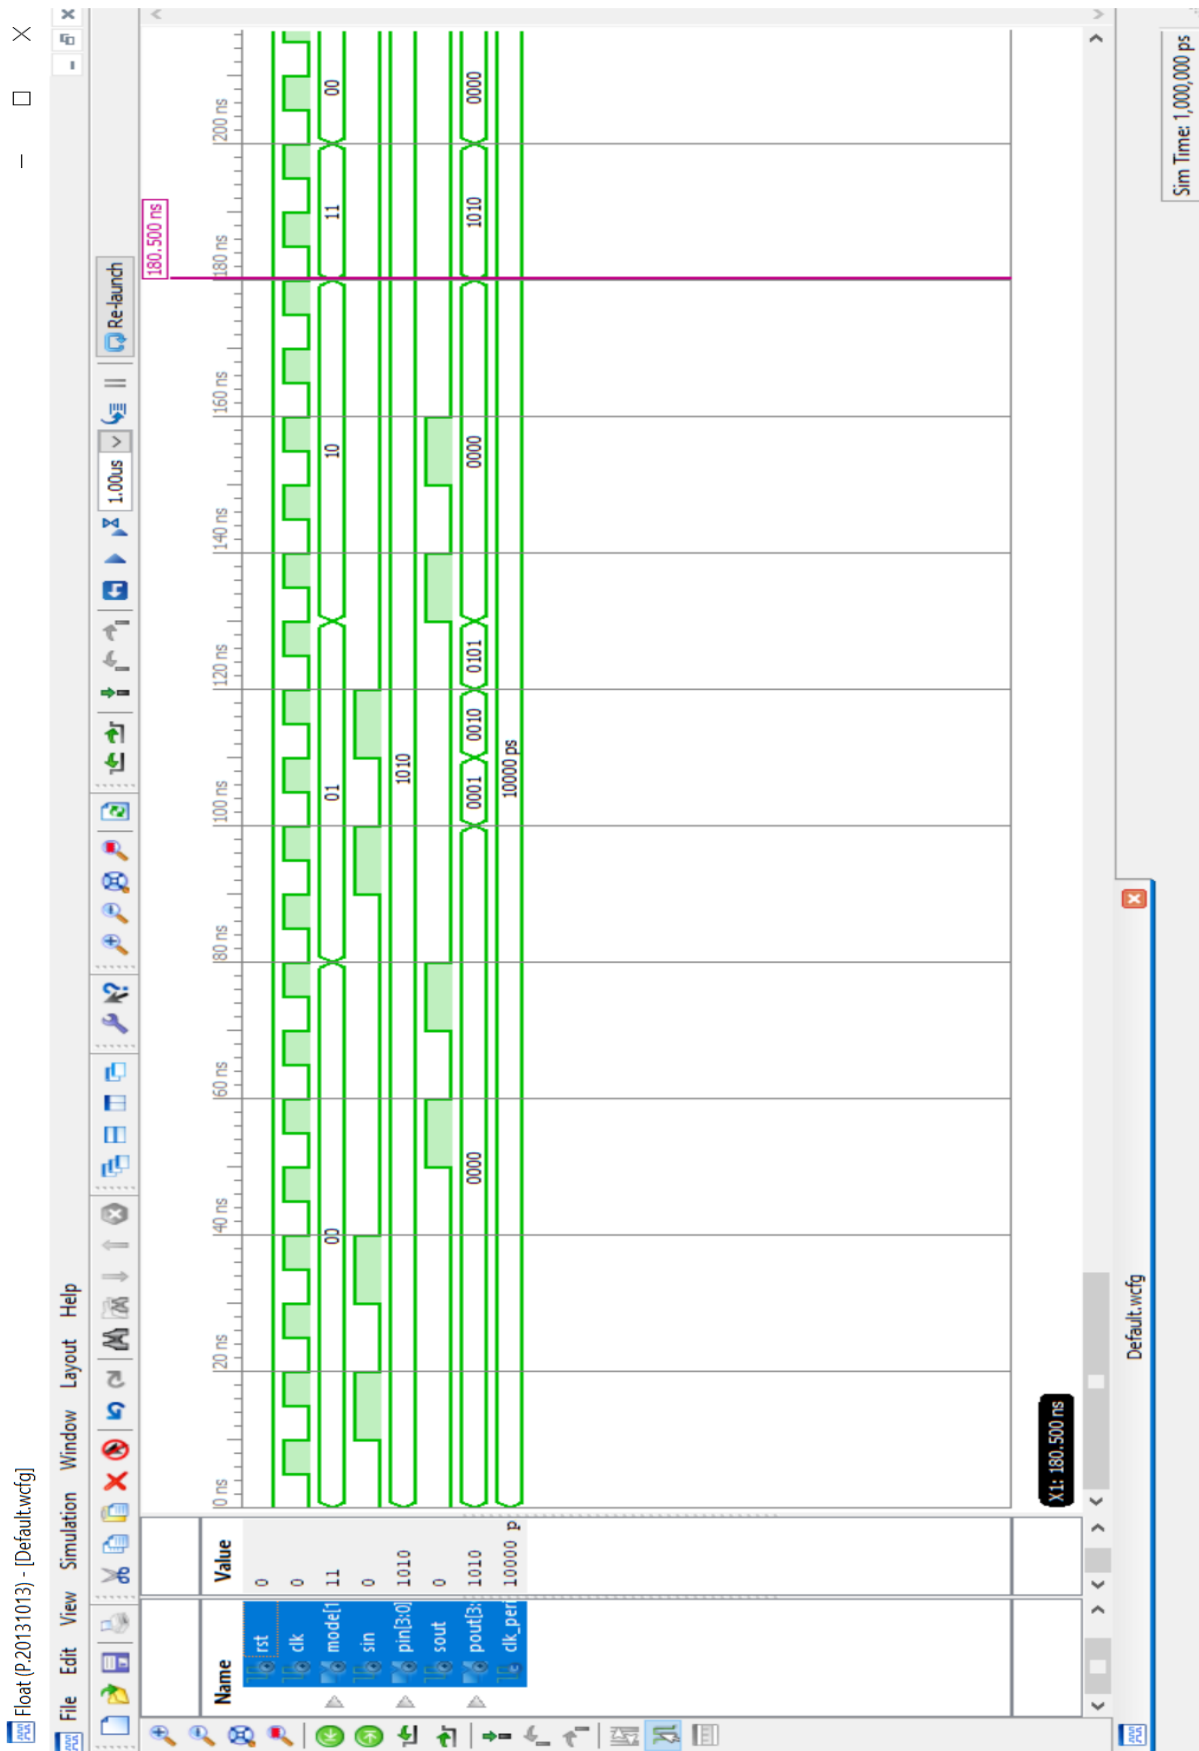 Float (P.20131013) - [Default.wcfg]
File Edit View Simulation Window Layout Help
1.00us Re-launch
180.500 ns
Name Value
0 ns 20 ns 40 ns 60 ns 80 ns 100 ns 120 ns 140 ns 160 ns 180 ns 200 ns
rst 0
clk 0
mode[1 11 00 01 10 11 00
sin 0
pin[3:0] 1010 1010
sout 0
pout[3: 1010 0000 0001 0010 0101 0000 1010 0000
clk_peri 10000 p 10000 ps
X1: 180.500 ns
Default.wcfg
Sim Time: 1,000,000 ps